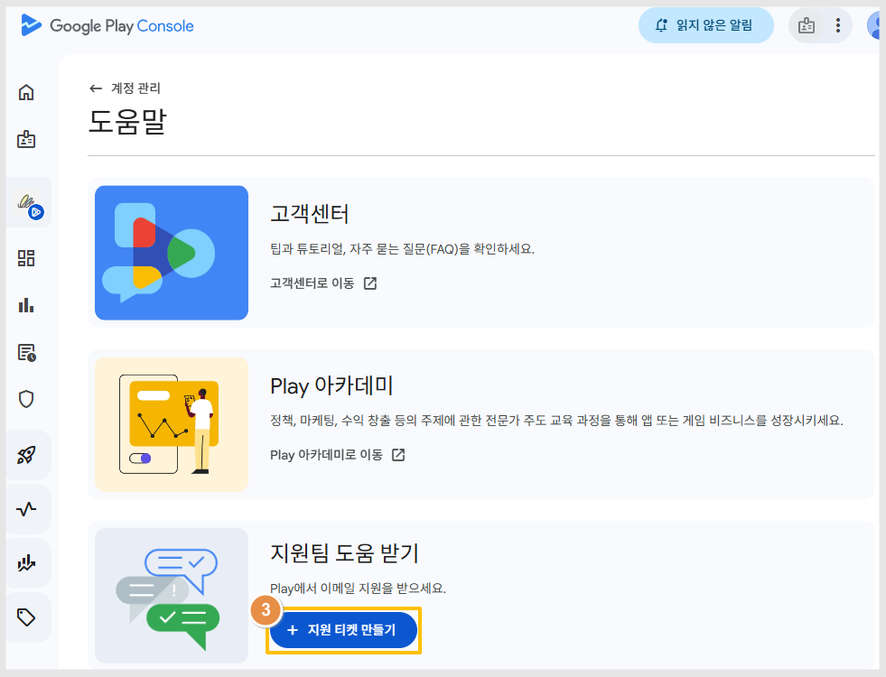 Google Play Console
읽지 않은 알림
← 계정 관리
도움말
고객센터
팁과 튜토리얼, 자주 묻는 질문(FAQ)을 확인하세요.
고객센터로 이동
Play 아카데미
정책, 마케팅, 수익 창출 등의 주제에 관한 전문가 주도 교육 과정을 통해 앱 또는 게임 비즈니스를 성장시키세요.
Play 아카데미로 이동
지원팀 도움 받기
Play에서 이메일 지원을 받으세요.
3
+ 지원 티켓 만들기